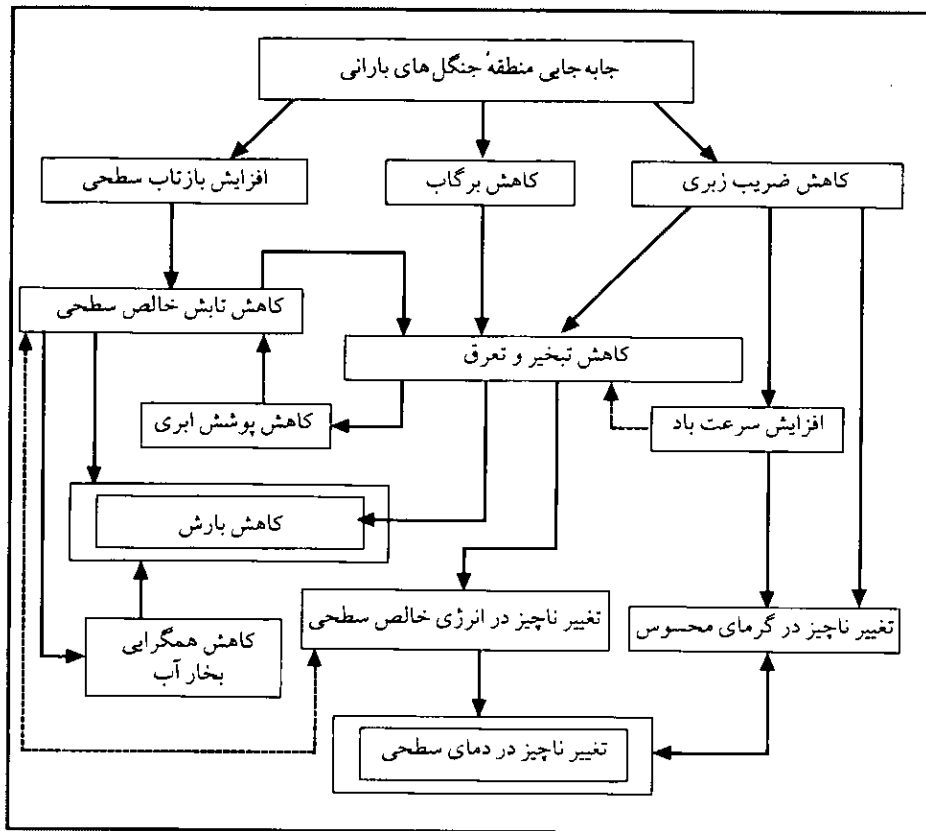 جابه جایی منطقهٔ جنگل های بارانی
کاهش ضریب زبری
کاهش برگاب
افزایش بازتاب سطحی
کاهش تابش خالص سطحی
کاهش تبخیر و تعرق
افزایش سرعت باد
کاهش پوشش ابری
کاهش بارش
تغییر ناچیز در گرمای محسوس
تغییر ناچیز در انرژی خالص سطحی
کاهش همگرایی
بخار آب
تغییر ناچیز در دمای سطحی